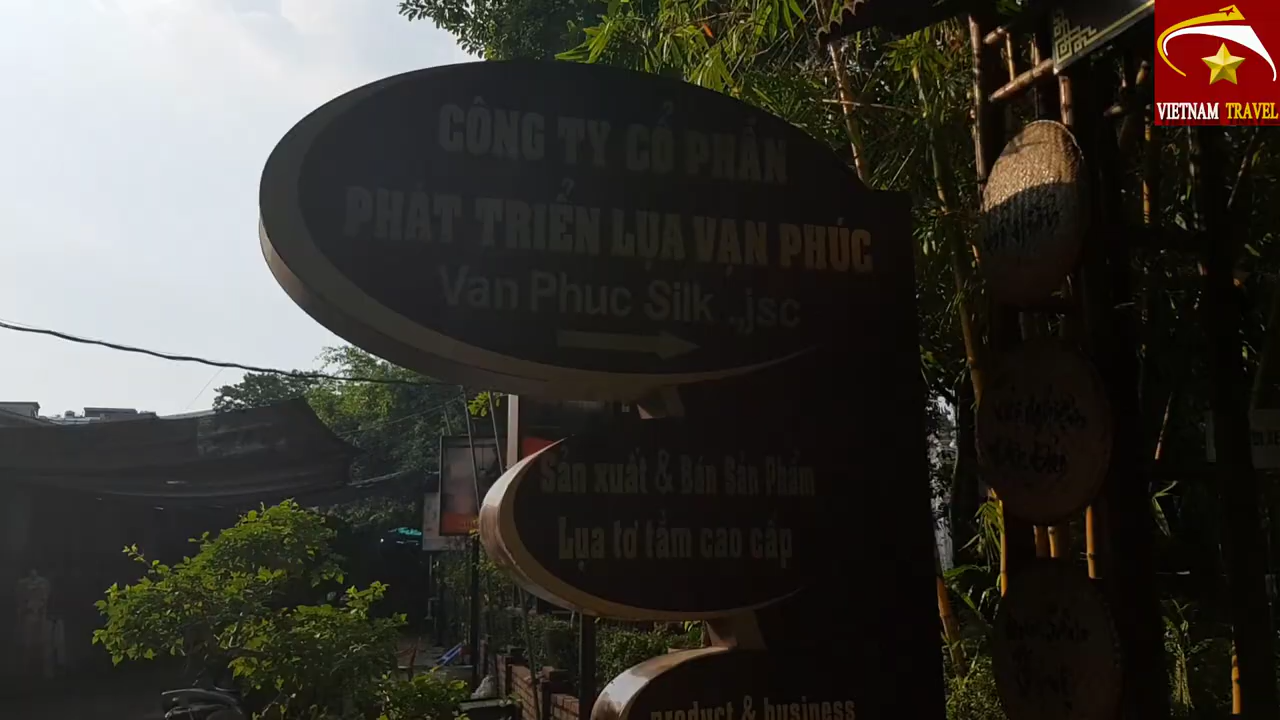 CÔNG TY CỔ PHẦN
PHÁT TRIỂN LỤA VẠN PHÚC
Van Phuc Silk .,jsc
Sản xuất & Bán Sản Phẩm
Lụa tơ tằm cao cấp
product & business
VIETNAM TRAVEL